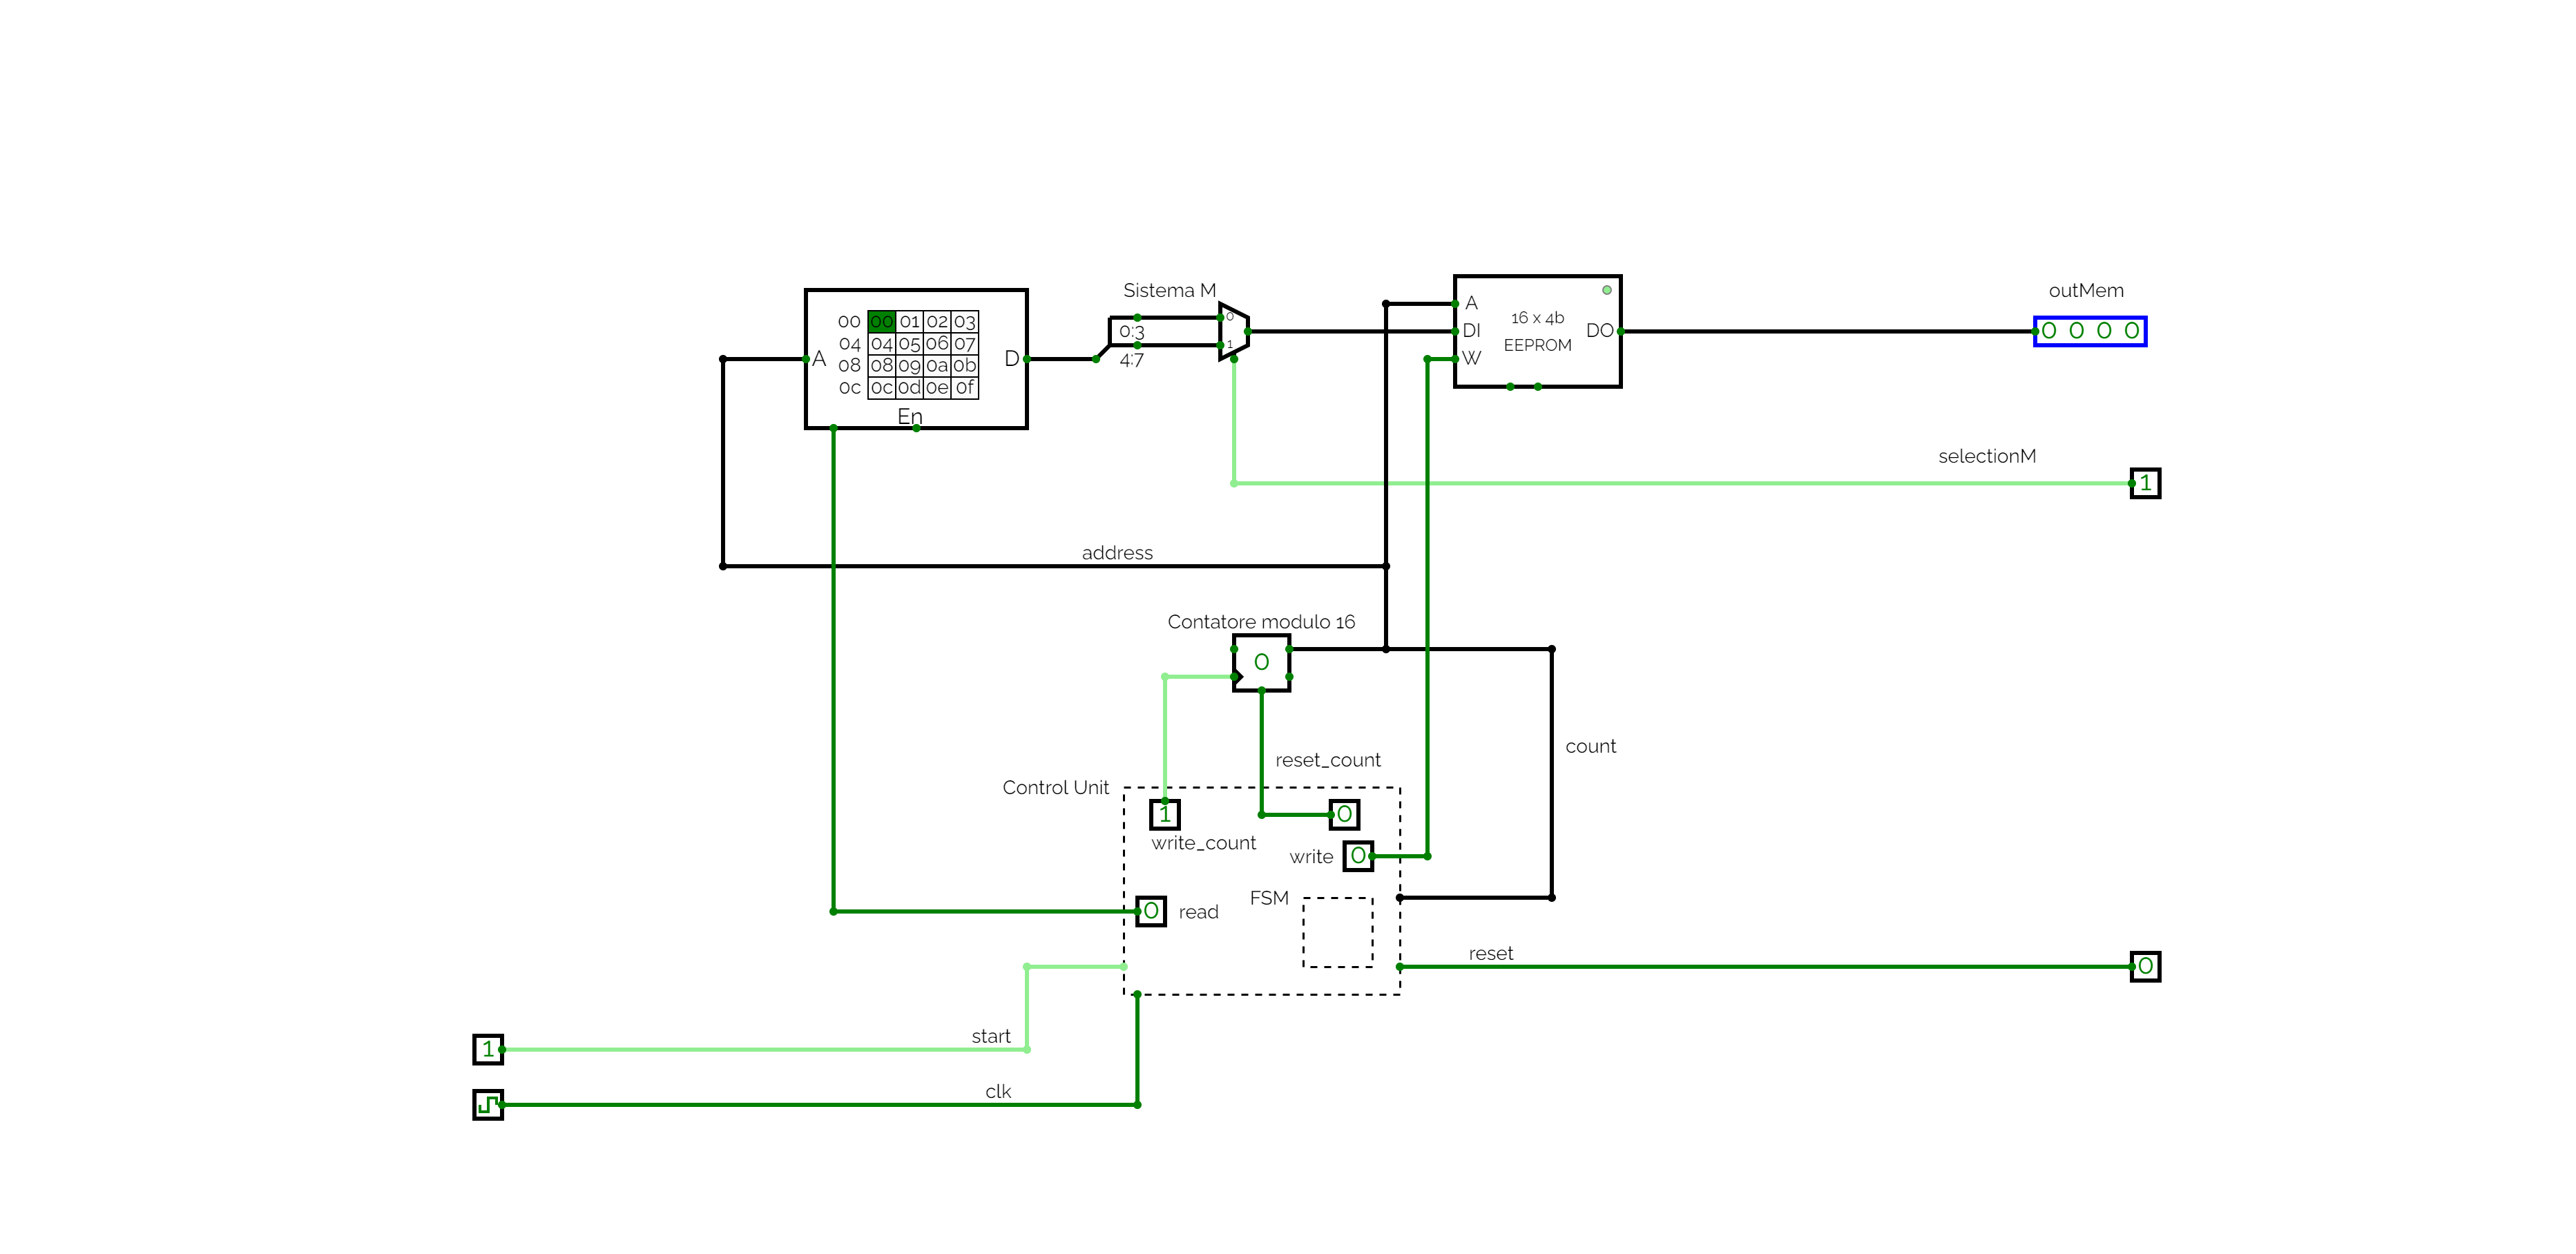 Sistema M
outMem
00 00 01 02 03
04 04 05 06 07
08 08 09 0a 0b
0c 0c 0d 0e 0f
A
D
En
0:3
4:7
0
1
A
DI
W
16 x 4b
EEPROM
DO
0 0 0 0
selectionM
1
address
Contatore modulo 16
0
count
reset_count
Control Unit
1
0
write_count
write
0
FSM
0
read
reset
0
start
1
clk